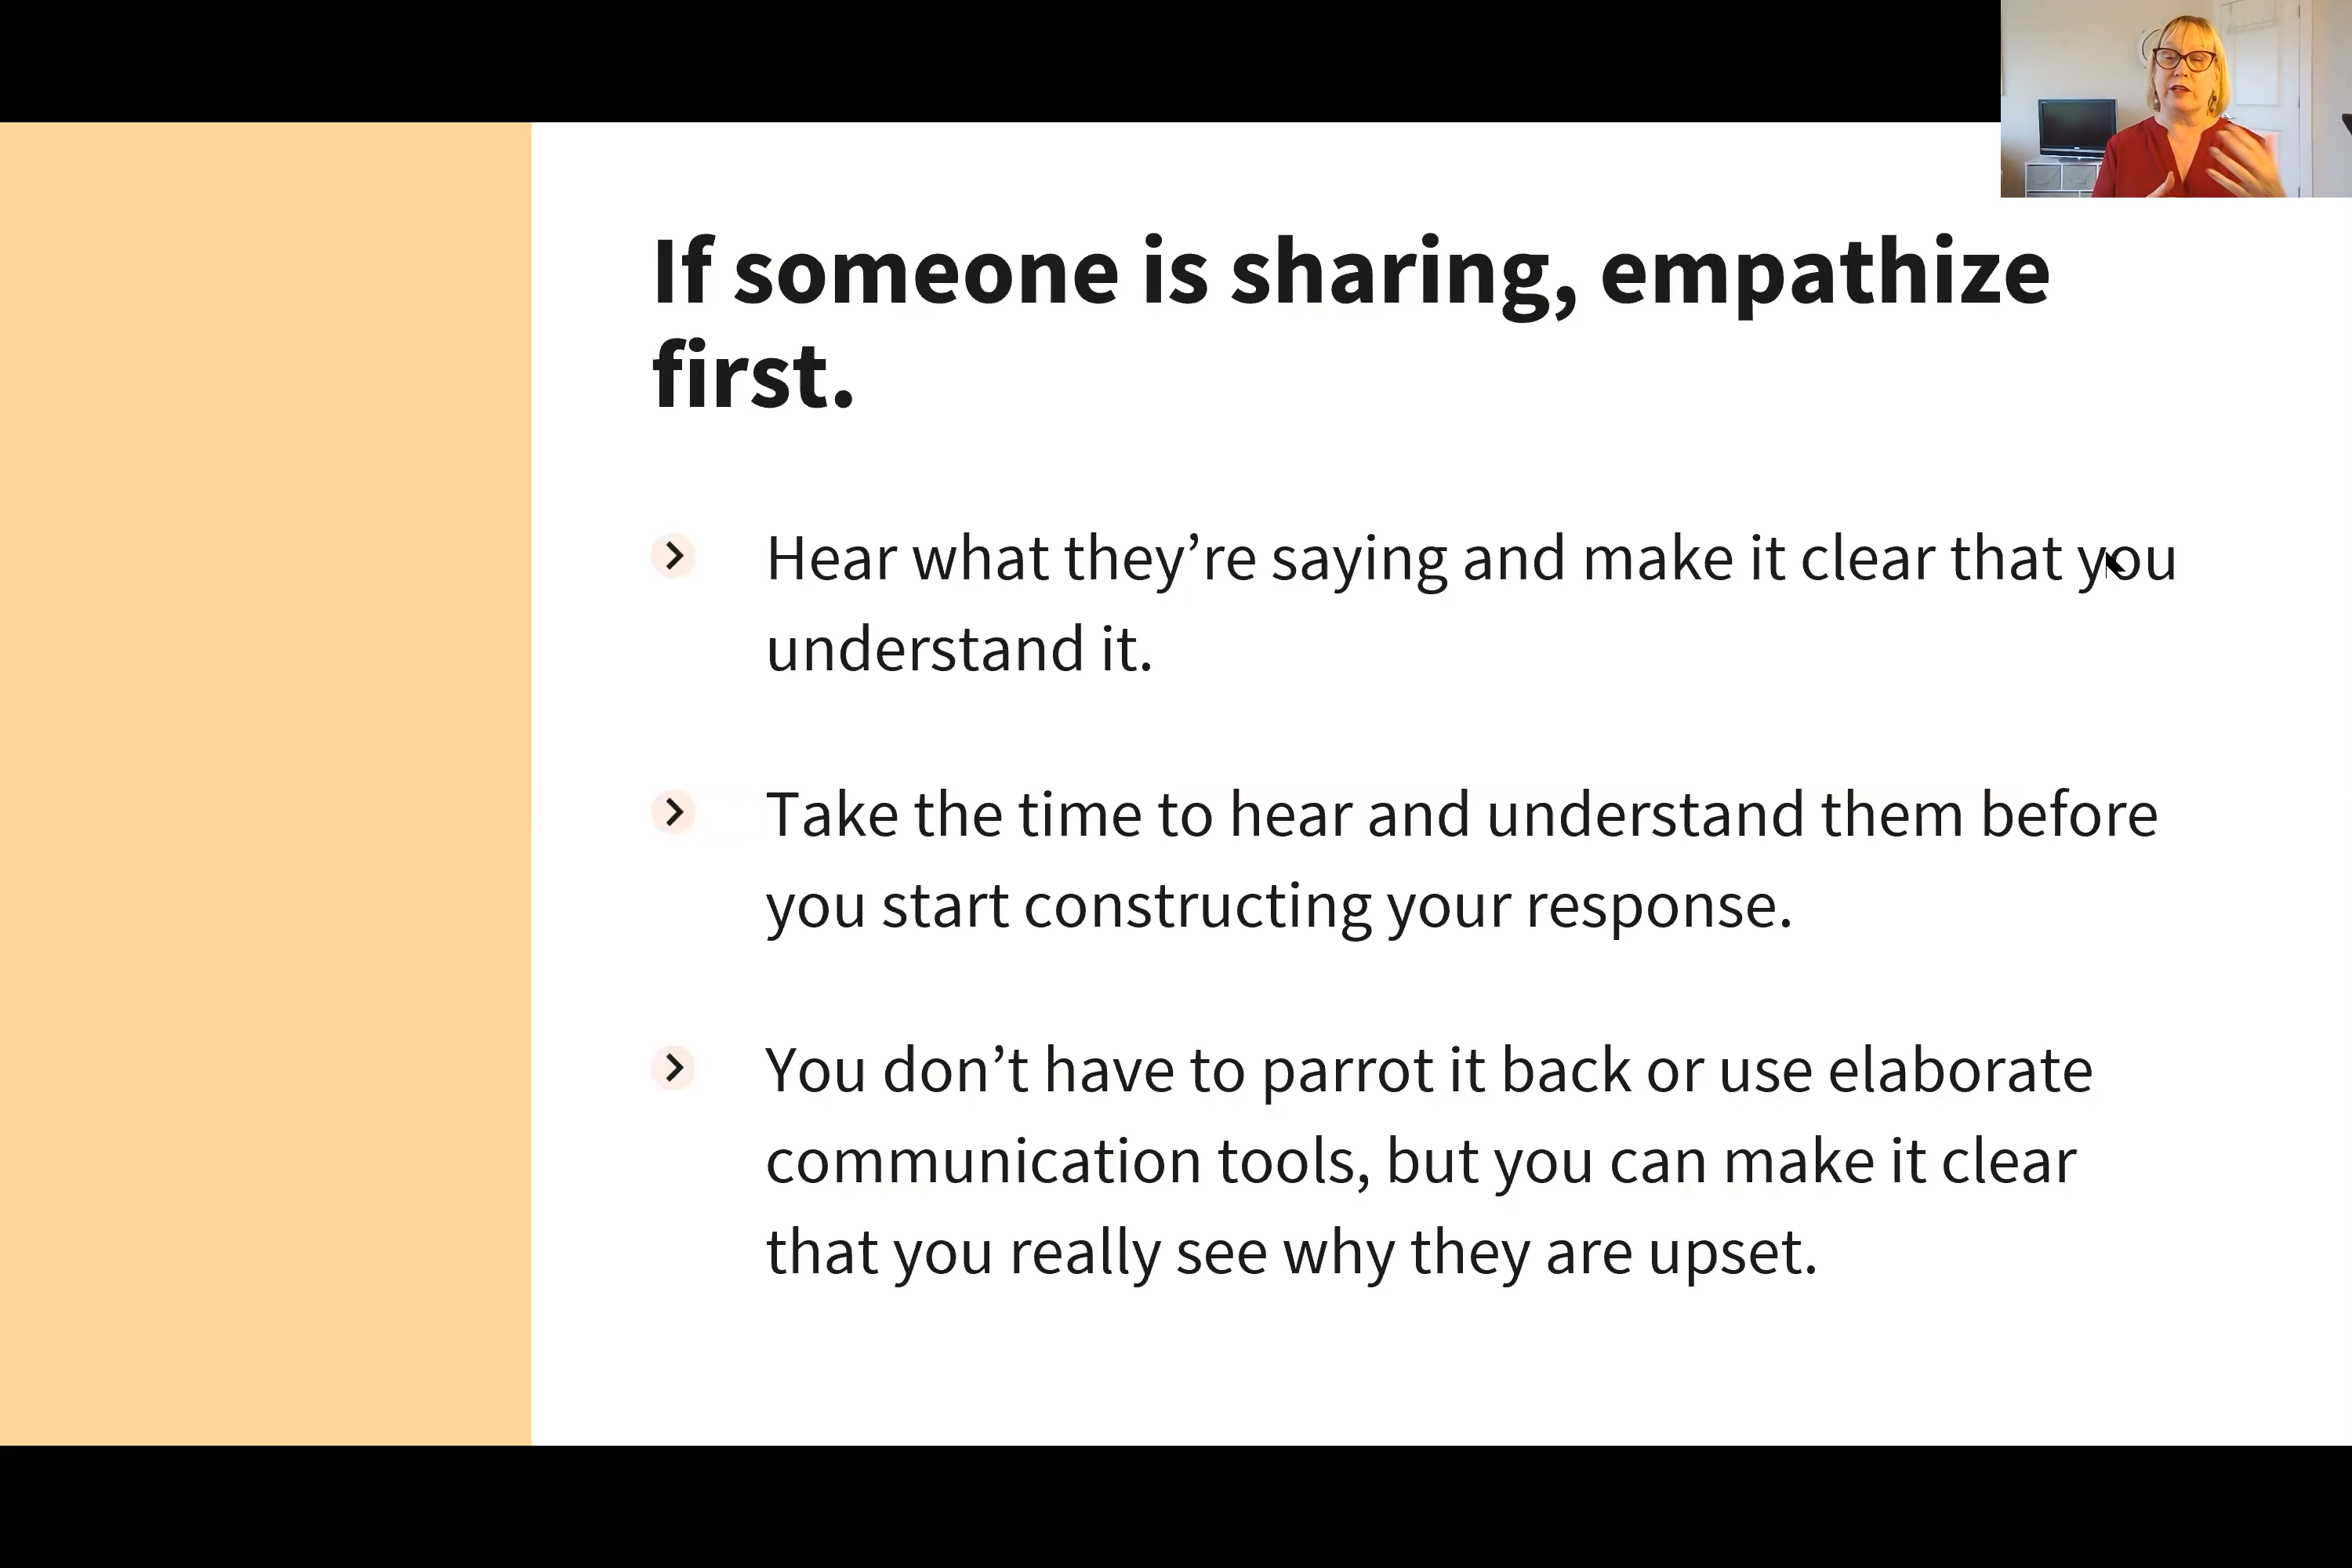 If someone is sharing, empathize
first.
Hear what they’re saying and make it clear that you
understand it.
Take the time to hear and understand them before
you start constructing your response.
You don’t have to parrot it back or use elaborate
communication tools, but you can make it clear
that you really see why they are upset.